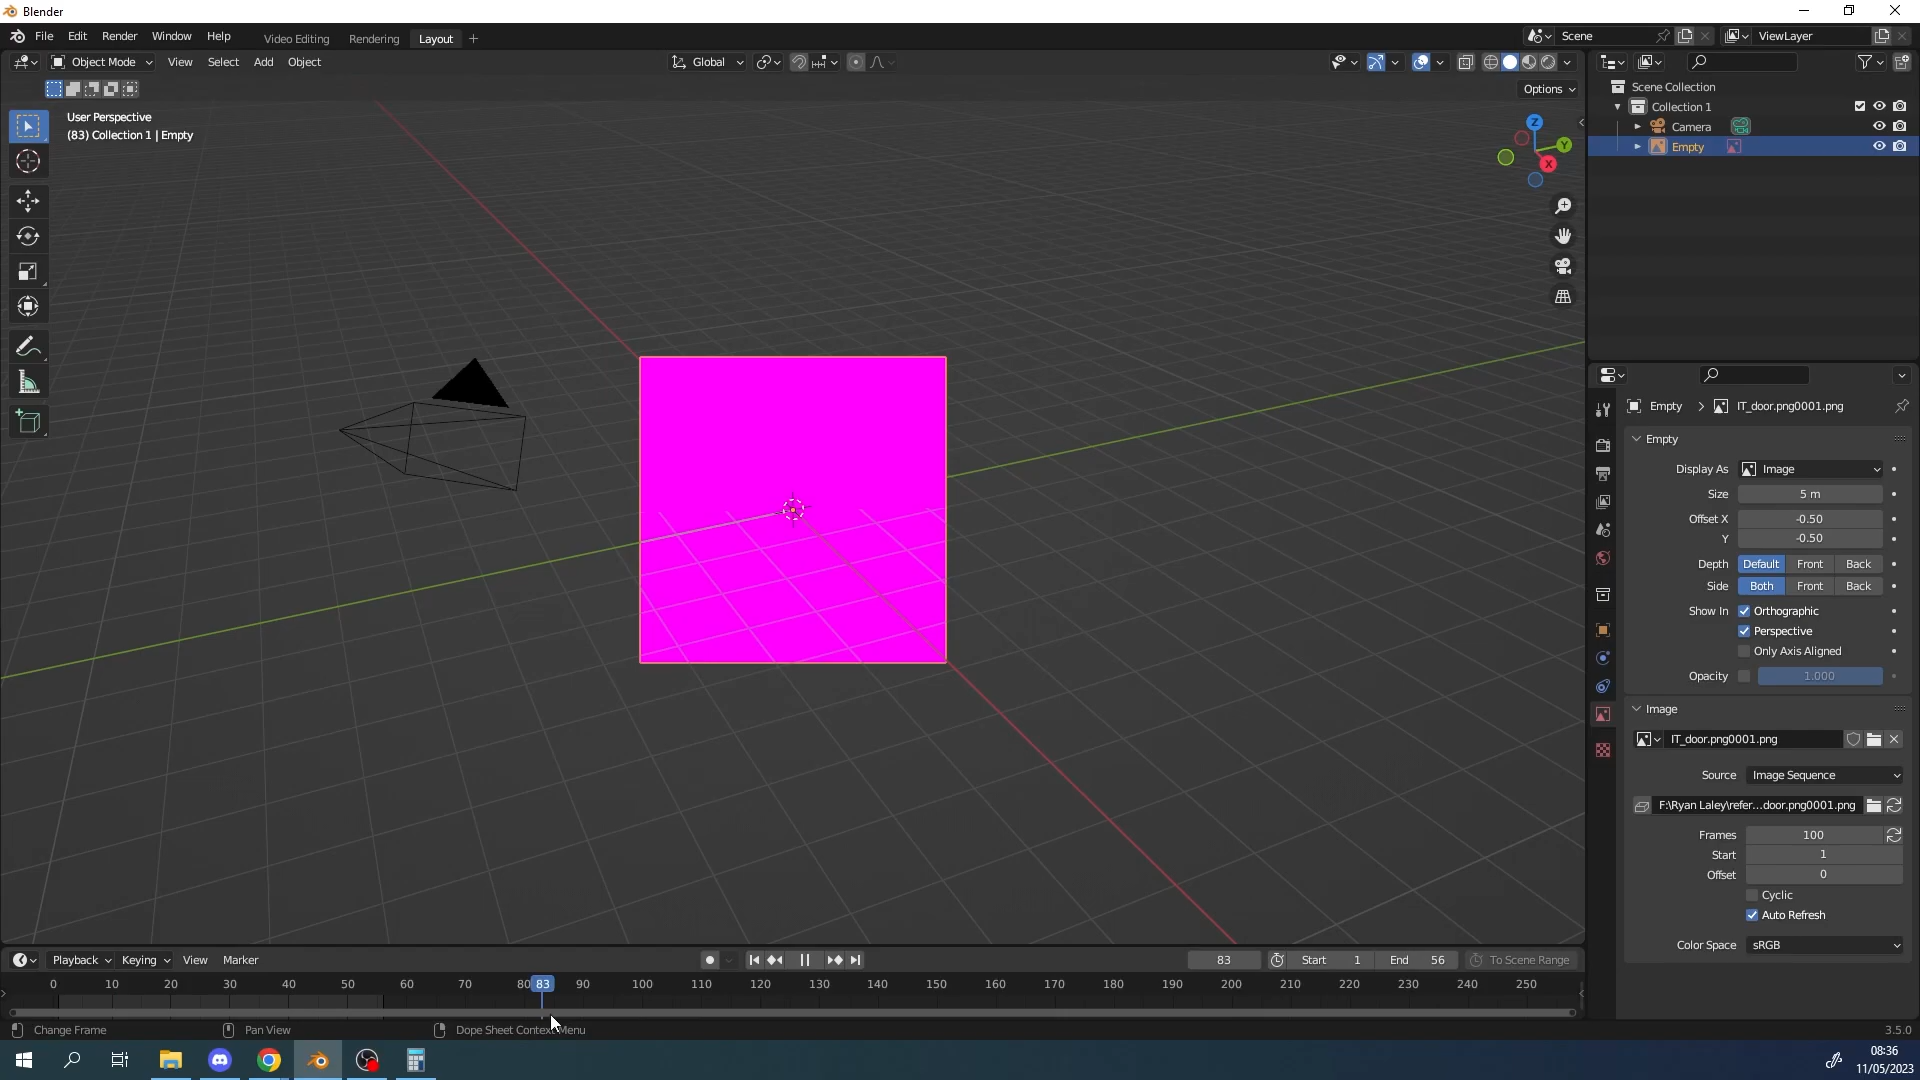 Blender
File Edit Render Window Help Video Editing Rendering Layout + Scene ViewLayer
Object Mode View Select Add Object Global
Options
User Perspective
(83) Collection 1 | Empty
Z
Y
X
Scene Collection
Collection 1
Camera
Empty
Empty > IT_door.png0001.png
Empty
Display As Image
Size 5 m
Offset X -0.50
Y -0.50
Depth Default Front Back
Side Both Front Back
Show In Orthographic
Perspective
Only Axis Aligned
Opacity 1.000
Image
IT_door.png0001.png
Source Image Sequence
F:\Ryan Laley\refer...door.png0001.png
Frames 100
Start 1
Offset 0
Cyclic
Auto Refresh
Color Space sRGB
Playback Keying View Marker 83 Start 1 End 56 To Scene Range
0 10 20 30 40 50 60 70 80 83 90 100 110 120 130 140 150 160 170 180 190 200 210 220 230 240 250
Change Frame Pan View Dope Sheet Context Menu 3.5.0
08:36
11/05/2023